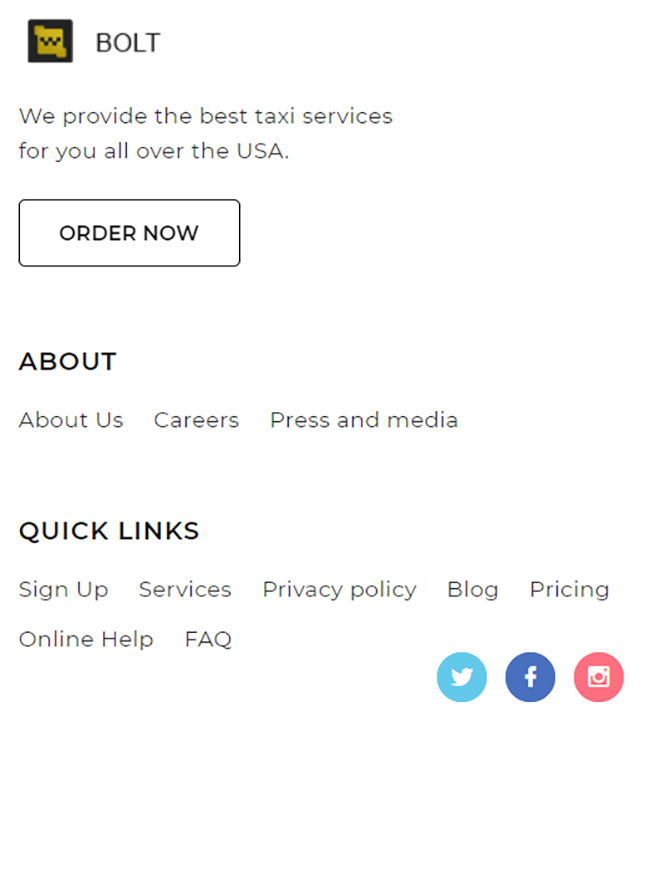 BOLT
We provide the best taxi services
for you all over the USA.
ORDER NOW
ABOUT
About Us Careers Press and media
QUICK LINKS
Sign Up Services Privacy policy Blog Pricing
Online Help FAQ